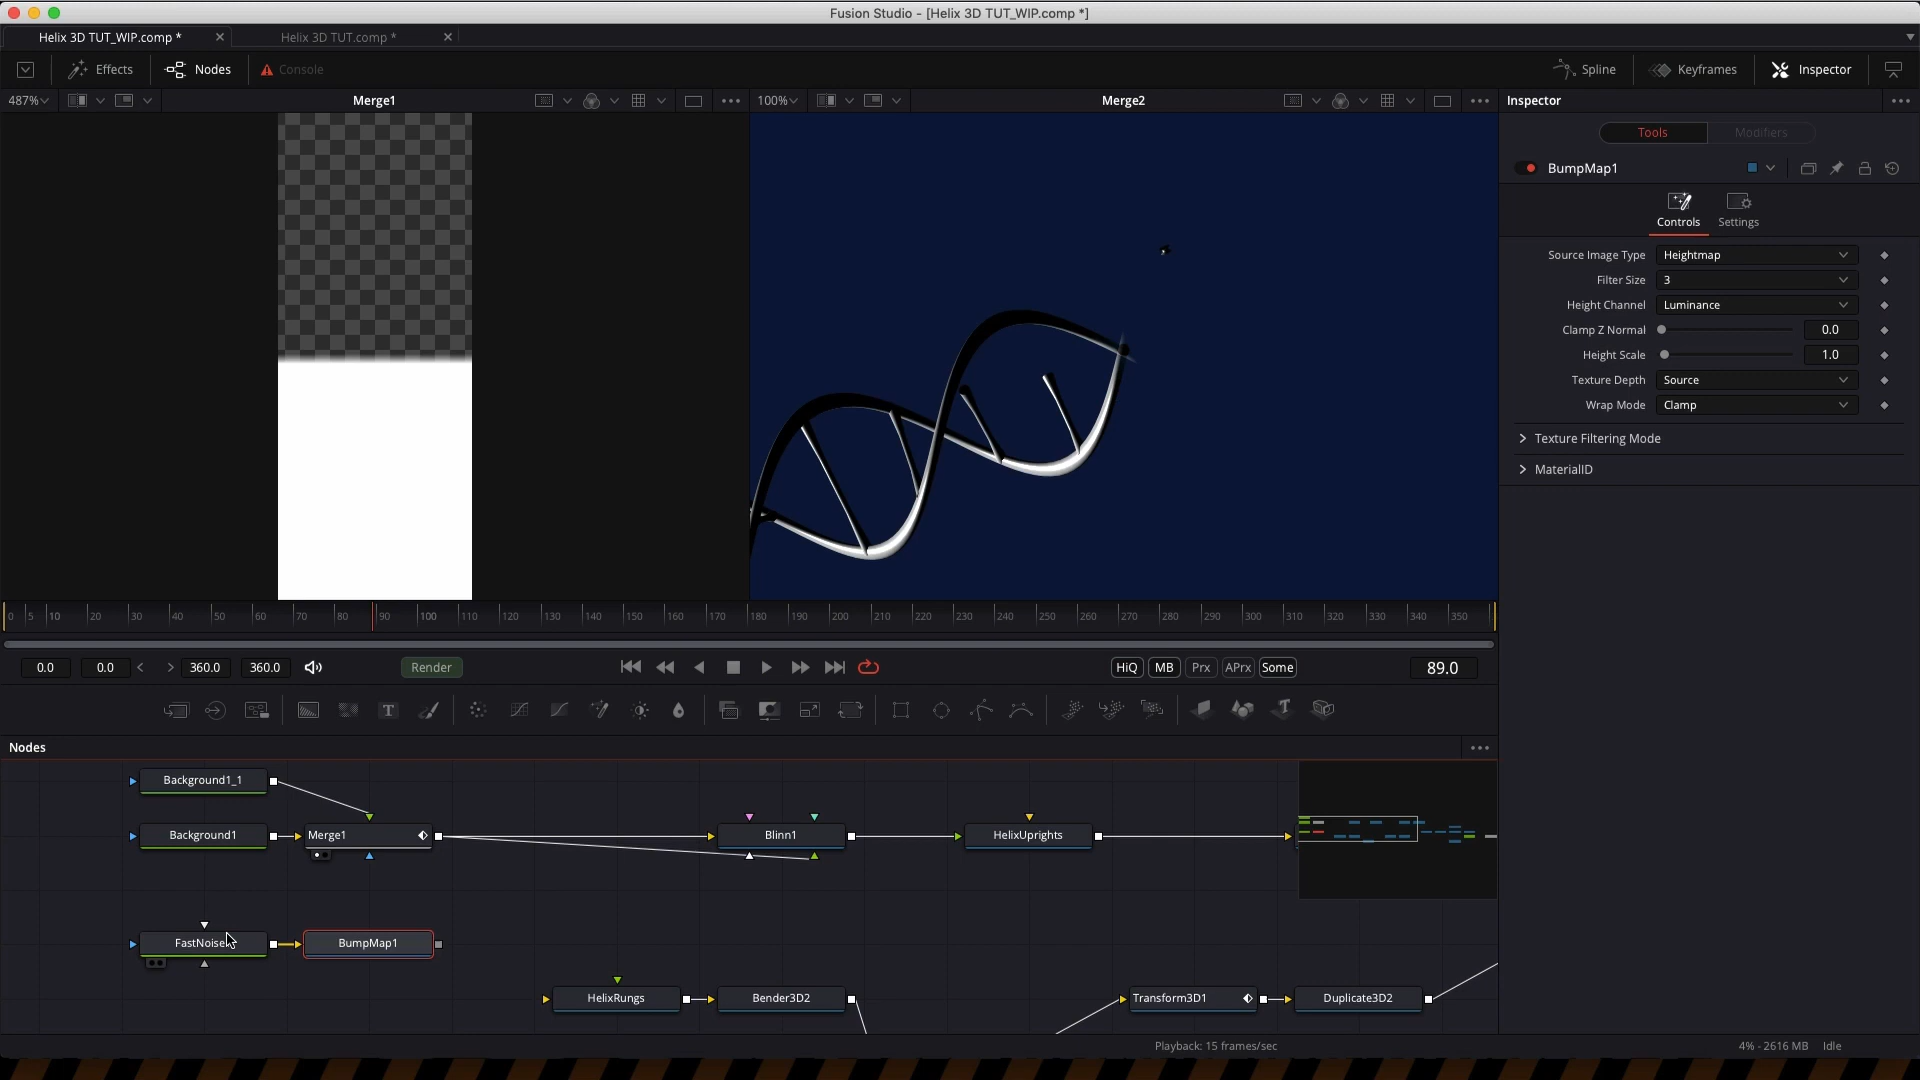 Fusion Studio - [Helix 3D TUT_WIP.comp *]
Helix 3D TUT_WIP.comp *
Helix 3D TUT.comp *
Effects
Nodes
Console
Spline
Keyframes
Inspector
487%
Merge1
100%
Merge2
Inspector
Tools
Modifiers
BumpMap1
Controls
Settings
Source Image Type Heightmap
Filter Size 3
Height Channel Luminance
Clamp Z Normal 0.0
Height Scale 1.0
Texture Depth Source
Wrap Mode Clamp
Texture Filtering Mode
MaterialID
0 5 10 20 30 40 50 60 70 80 90 100 110 120 130 140 150 160 170 180 190 200 210 220 230 240 250 260 270 280 290 300 310 320 330 340 350
0.0 0.0 < > 360.0 360.0
Render
HiQ MB Prx APrx Some
89.0
Nodes
Background1_1
Background1
Merge1
Blinn1
HelixUprights
FastNoise
BumpMap1
HelixRungs
Bender3D2
Transform3D1
Duplicate3D2
Playback: 15 frames/sec
4% - 2616 MB
Idle